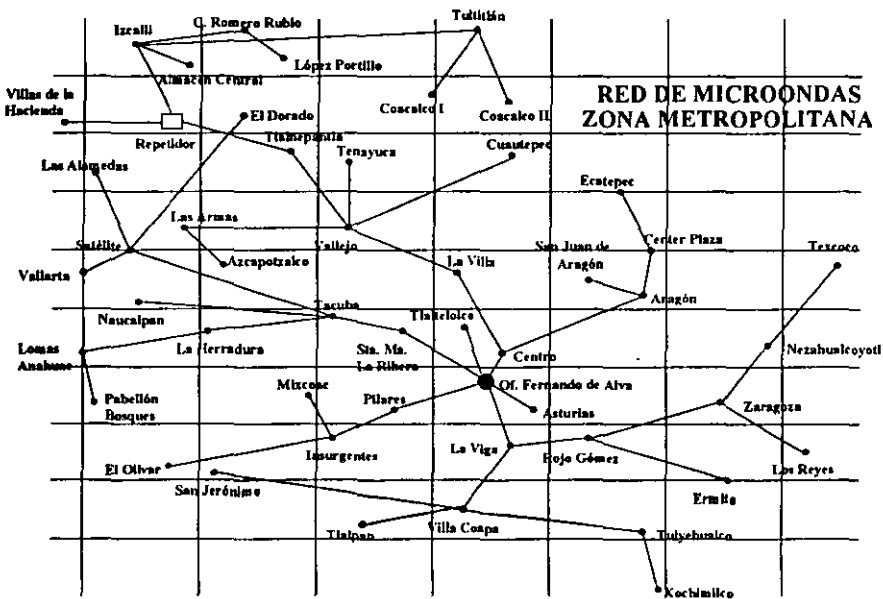 C. Romero Rubio
Tultitlán
Izcalli
López Portillo
Almacén Central
Villas de la
Hacienda
Coacalco I
Coacalco II
RED DE MICROONDAS
ZONA METROPOLITANA
El Dorado
Repetidor
Tlalnepantla
Tenayuca
Cuautepec
Las Alamedas
Ecatepec
Las Armas
Satélite
Vallejo
San Juan de
Aragón
Center Plaza
Texcoco
Azcapotzalco
La Villa
Vallarta
Aragón
Naucalpan
Tacuba
Tlatelolco
Lomas
Anahuac
La Herradura
Sta. Ma.
La Ribera
Centro
Nezahualcoyotl
Mixcoac
Pilares
Of. Fernando de Alva
Pabellón
Bosques
Asturias
Zaragoza
Insurgentes
La Viga
Rojo Gómez
El Olivar
Los Reyes
San Jerónimo
Ermita
Tlalpan
Villa Coapa
Tulyehualco
Xochimilco